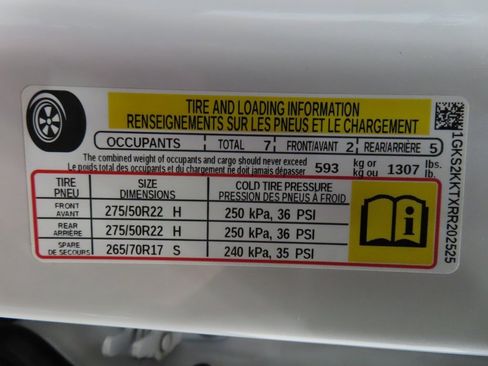 TIRE AND LOADING INFORMATION
RENSEIGNEMENTS SUR LES PNEUS ET LE CHARGEMENT
OCCUPANTS TOTAL 7 FRONT/AVANT 2 REAR/ARRIÈRE 5
The combined weight of occupants and cargo should never exceed 593 kg or 1307 lbs.
Le poids total des occupants et du chargement ne doit jamais dépasser kg ou lb.
TIRE SIZE COLD TIRE PRESSURE
PNEU DIMENSIONS PRESSION DES PNEUS À FROID
FRONT
AVANT 275/50R22 H 250 kPa, 36 PSI
REAR
ARRIÈRE 275/50R22 H 250 kPa, 36 PSI
SPARE
DE SECOURS 265/70R17 S 240 kPa, 35 PSI
1GKS2KKTXRR202525